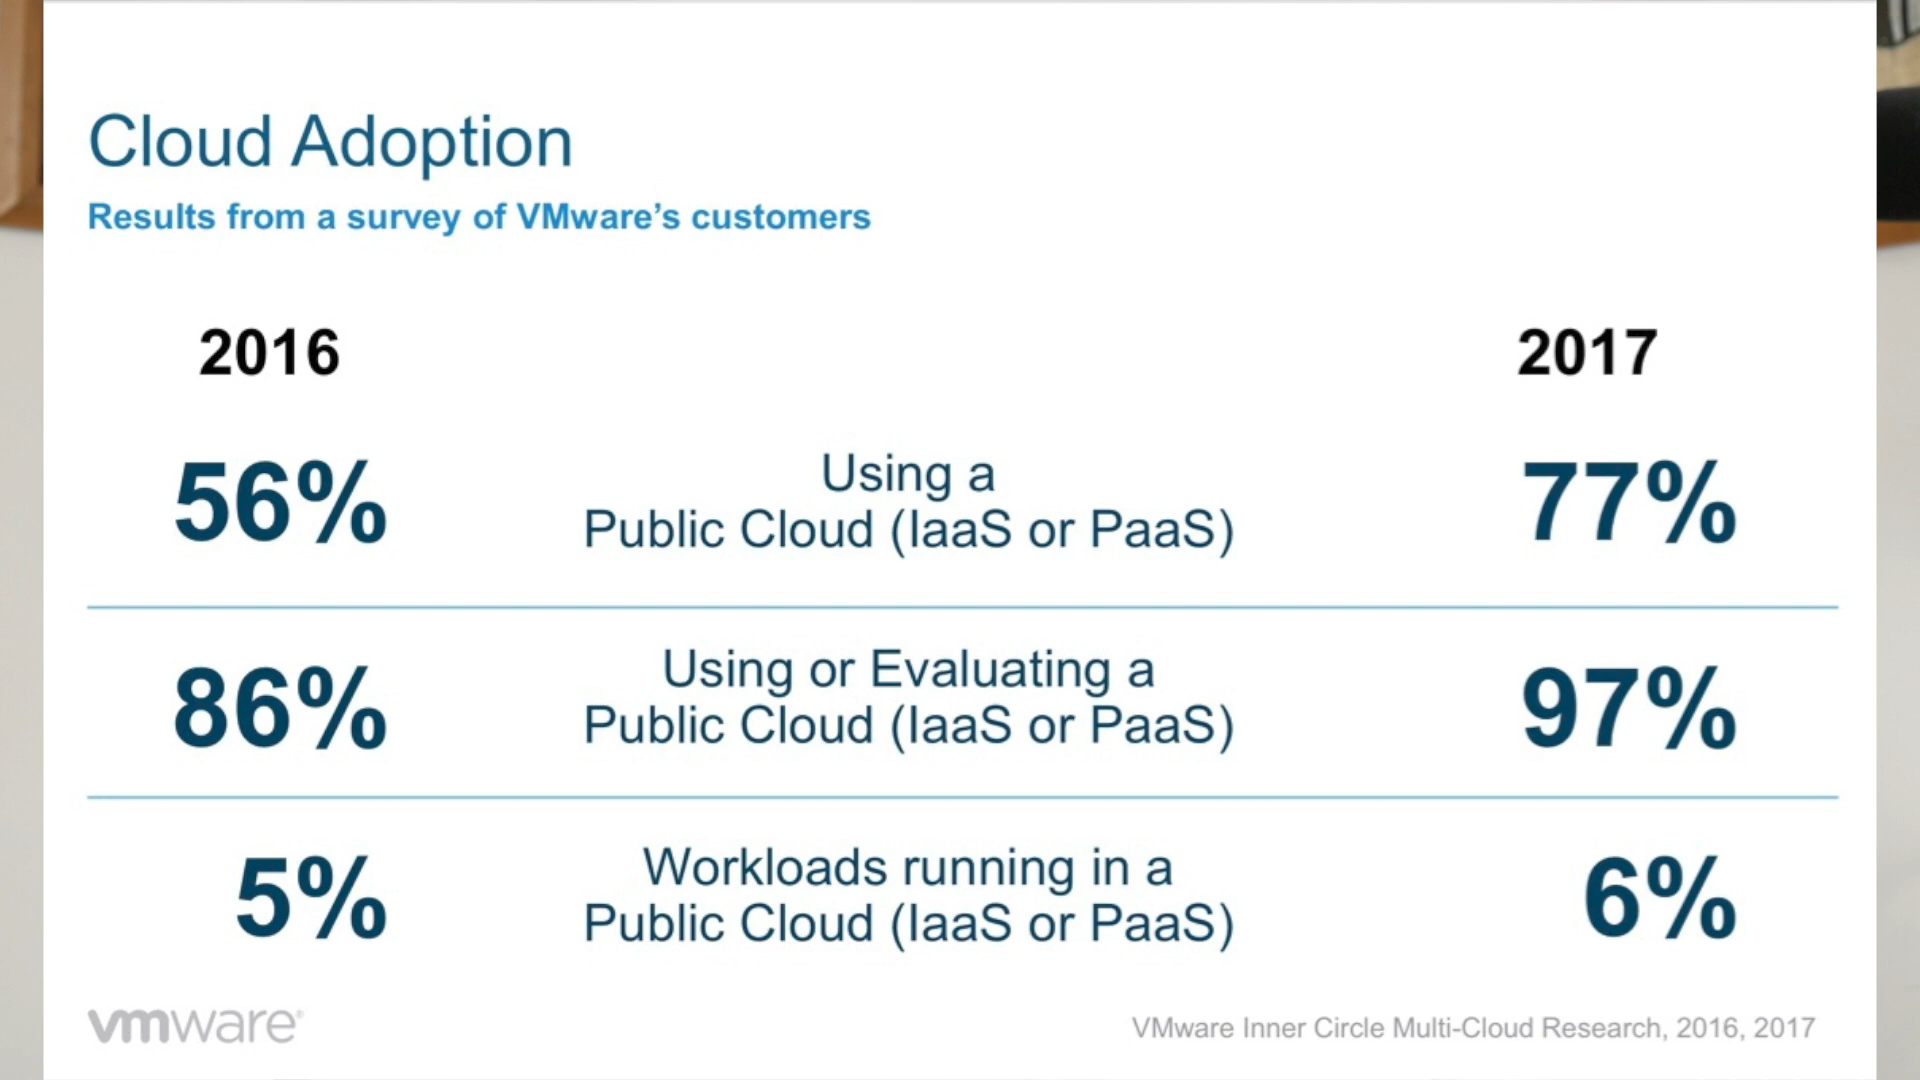 Cloud Adoption
Results from a survey of VMware's customers
2016
2017
56%
Using a
Public Cloud (IaaS or PaaS)
77%
86%
Using or Evaluating a
Public Cloud (IaaS or PaaS)
97%
5%
Workloads running in a
Public Cloud (IaaS or PaaS)
6%
vmware®
VMware Inner Circle Multi-Cloud Research, 2016, 2017